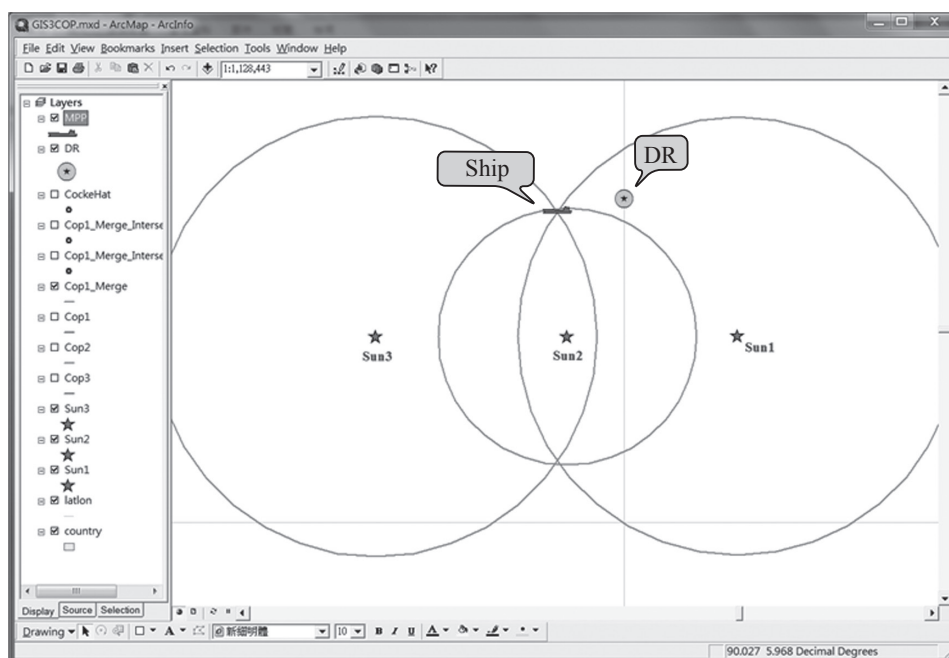 GIS3COP.mxd - ArcMap - ArcInfo
File Edit View Bookmarks Insert Selection Tools Window Help
1:1,128,443
Layers
MPP
DR
CockeHat
Cop1_Merge_Interse
Cop1_Merge_Interse
Cop1_Merge
Cop1
Cop2
Cop3
Sun3
Sun2
Sun1
latlon
country
Ship
DR
Sun3
Sun2
Sun1
Display Source Selection
Drawing A 新細明體 10 B I U A
90.027 5.968 Decimal Degrees